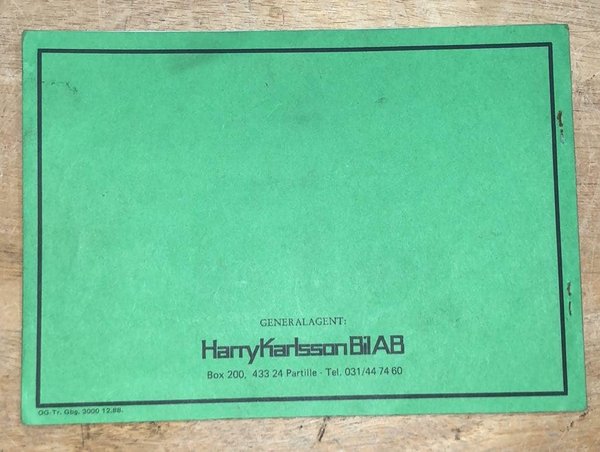 GENERALAGENT:
HarryKarlsson Bil AB
Box 200, 433 24 Partille - Tel. 031/44 74 60
OG-Tr. Gbg. 3000 12.88.